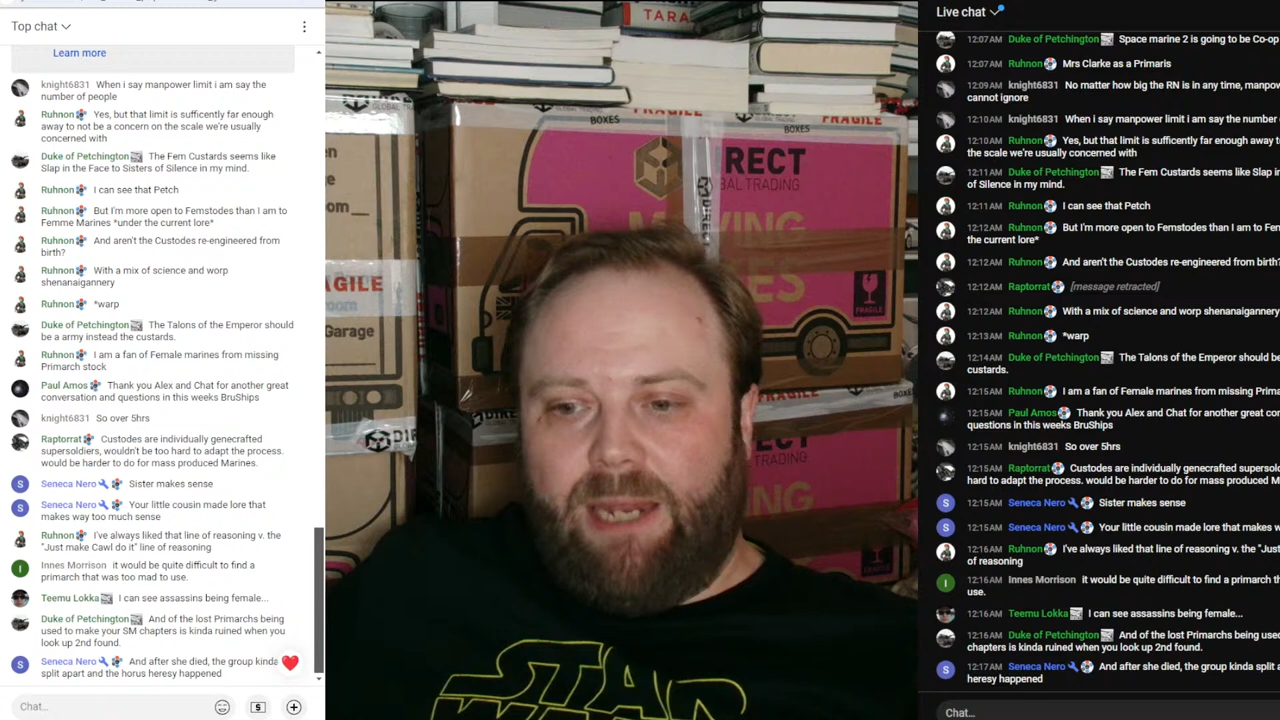 Top chat
Learn more
knight6831 When i say manpower limit i am say the
number of people
Ruhnon Yes, but that limit is sufficently far enough
away to not be a concern on the scale we're usually
concerned with
Duke of Petchington The Fem Custards seems like
Slap in the Face to Sisters of Silence in my mind.
Ruhnon I can see that Petch
Ruhnon But I'm more open to Femstodes than I am to
Femme Marines *under the current lore*
Ruhnon And aren't the Custodes re-engineered from
birth?
Ruhnon With a mix of science and worp
shenanaigannery
Ruhnon *warp
Duke of Petchington The Talons of the Emperor should
be a army instead the custards.
Ruhnon I am a fan of Female marines from missing
Primarch stock
Paul Amos Thank you Alex and Chat for another great
conversation and questions in this weeks BruShips
knight6831 So over 5hrs
Raptorrat Custodes are individually genecrafted
supersoldiers, wouldn't be too hard to adapt the process.
would be harder to do for mass produced Marines.
S Seneca Nero Sister makes sense
S Seneca Nero Your little cousin made lore that
makes way too much sense
Ruhnon I've always liked that line of reasoning v. the
"Just make Cawl do it" line of reasoning
I Innes Morrison it would be quite difficult to find a
primarch that was too mad to use.
Teemu Lokka I can see assassins being female...
Duke of Petchington And of the lost Primarchs being
used to make your SM chapters is kinda ruined when you
look up 2nd found.
S Seneca Nero And after she died, the group kinda
split apart and the horus heresy happened
Chat...
TARA
GLOBAL TRADING
FRAGILE
BOXES
BOXES
FRAGILE
DIRECT
GLOBAL TRADING
MOVING
BOXES
AGILE
room
Garage
FRAGILE
FRAGILE
DIRECT
TRADING
MOVING
FRAGILE
STAR
WARS
Live chat
12:07AM Duke of Petchington Space marine 2 is going to be Co-op
12:07AM Ruhnon Mrs Clarke as a Primaris
12:09AM knight6831 No matter how big the RN is in any time, manpow
cannot ignore
12:10AM knight6831 When i say manpower limit i am say the number
12:10AM Ruhnon Yes, but that limit is sufficently far enough away to
the scale we're usually concerned with
12:11AM Duke of Petchington The Fem Custards seems like Slap in
of Silence in my mind.
12:11AM Ruhnon I can see that Petch
12:12AM Ruhnon But I'm more open to Femstodes than I am to Fem
the current lore*
12:12AM Ruhnon And aren't the Custodes re-engineered from birth?
12:12AM Raptorrat [message retracted]
12:12AM Ruhnon With a mix of science and worp shenanaigannery
12:13AM Ruhnon *warp
12:14AM Duke of Petchington The Talons of the Emperor should be
custards.
12:15AM Ruhnon I am a fan of Female marines from missing Prima
12:15AM Paul Amos Thank you Alex and Chat for another great co
questions in this weeks BruShips
12:15AM knight6831 So over 5hrs
12:15AM Raptorrat Custodes are individually genecrafted supersold
hard to adapt the process. would be harder to do for mass produced M
S 12:15AM Seneca Nero Sister makes sense
S 12:15AM Seneca Nero Your little cousin made lore that makes w
12:16AM Ruhnon I've always liked that line of reasoning v. the "Just
of reasoning
I 12:16AM Innes Morrison it would be quite difficult to find a primarch th
use.
12:16AM Teemu Lokka I can see assassins being female...
12:16AM Duke of Petchington And of the lost Primarchs being used
chapters is kinda ruined when you look up 2nd found.
S 12:17AM Seneca Nero And after she died, the group kinda split a
heresy happened
Chat...